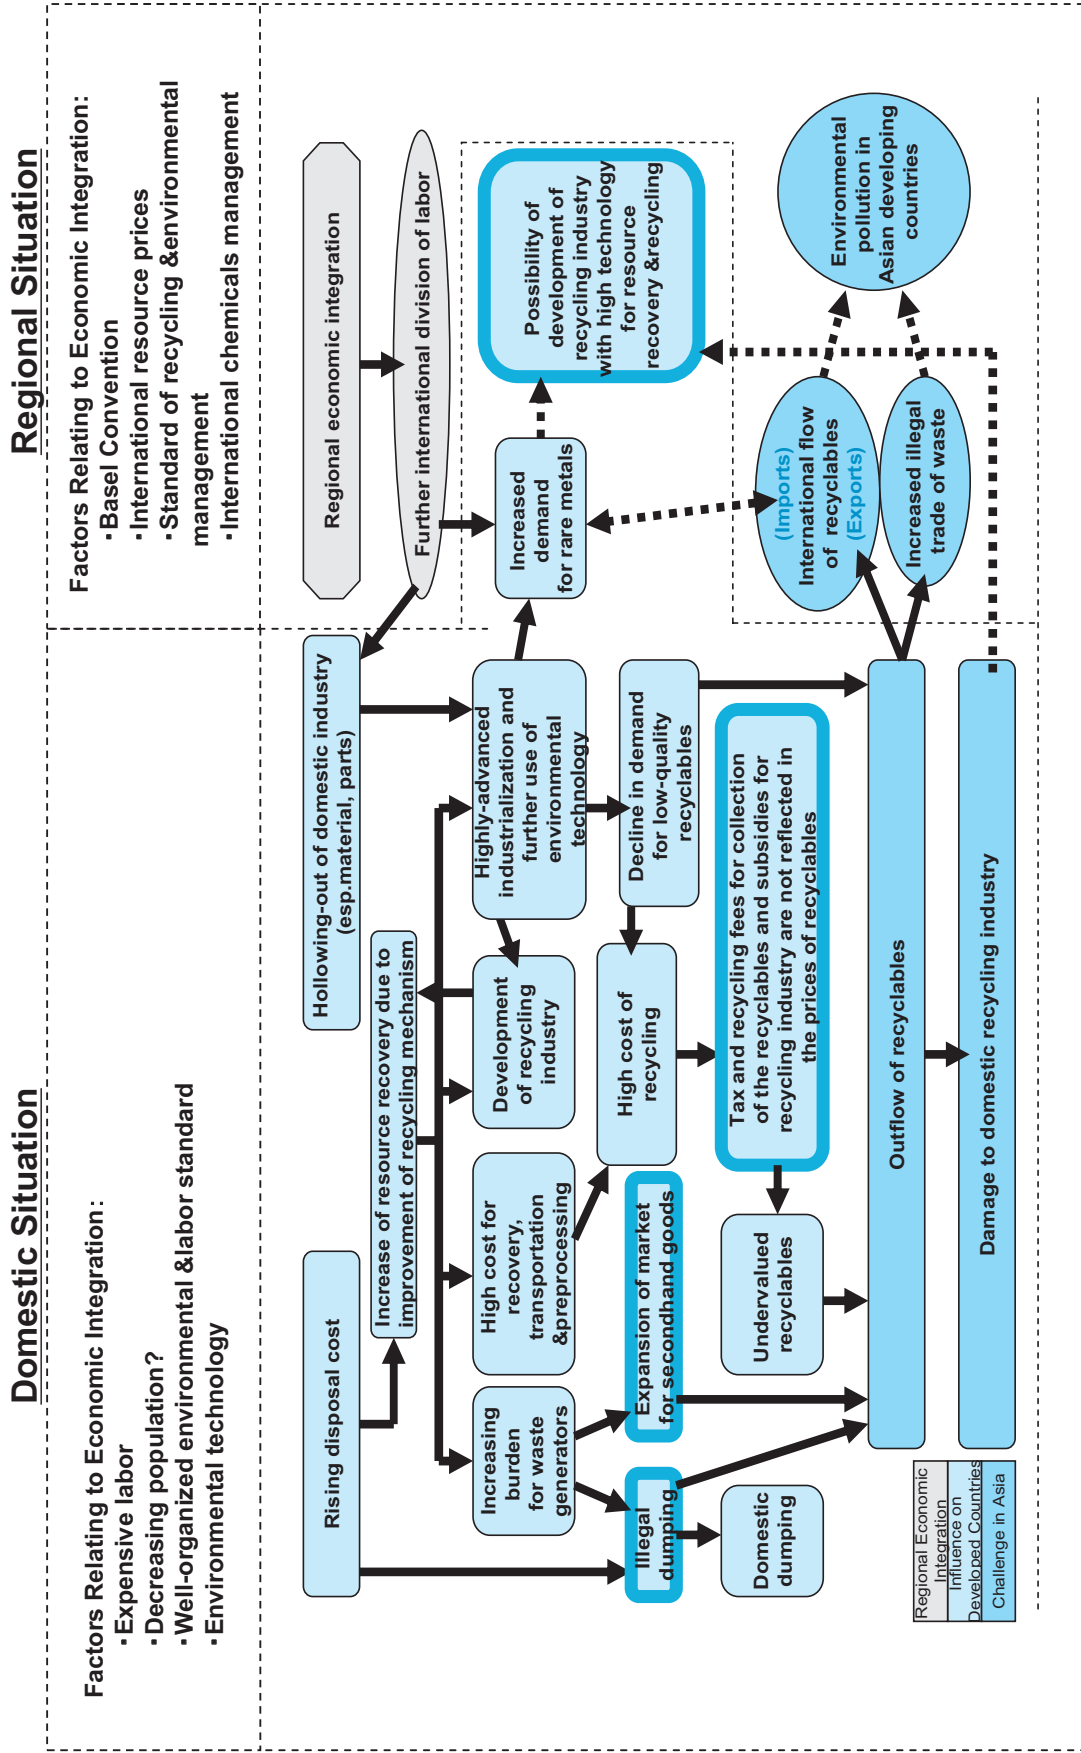 Domestic Situation
Regional Situation
Factors Relating to Economic Integration:
・Expensive labor
・Decreasing population?
・Well-organized environmental &labor standard
・Environmental technology
Factors Relating to Economic Integration:
・Basel Convention
・International resource prices
・Standard of recycling &environmental
management
・International chemicals management
Rising disposal cost
Hollowing-out of domestic industry
(esp.material, parts)
Regional economic integration
Increase of resource recovery due to
improvement of recycling mechanism
Further international division of labor
Increasing
burden
for waste
generators
High cost for
recovery,
transportation
&preprocessing
Development
of recycling
industry
Highly-advanced
industrialization and
further use of
environmental
technology
Increased
demand
for rare metals
Possibility of
development of
recycling industry
with high technology
for resource
recovery &recycling
Illegal
dumping
Expansion of market
for secondhand goods
High cost of
recycling
Decline in demand
for low-quality
recyclables
Domestic
dumping
Undervalued
recyclables
Tax and recycling fees for collection
of the recyclables and subsidies for
recycling industry are not reflected in
the prices of recyclables
(Imports)
International flow
of recyclables
(Exports)
Environmental
pollution in
Asian developing
countries
Increased illegal
trade of waste
Outflow of recyclables
Damage to domestic recycling industry
Regional Economic
Integration
Influence on
Developed Countries
Challenge in Asia